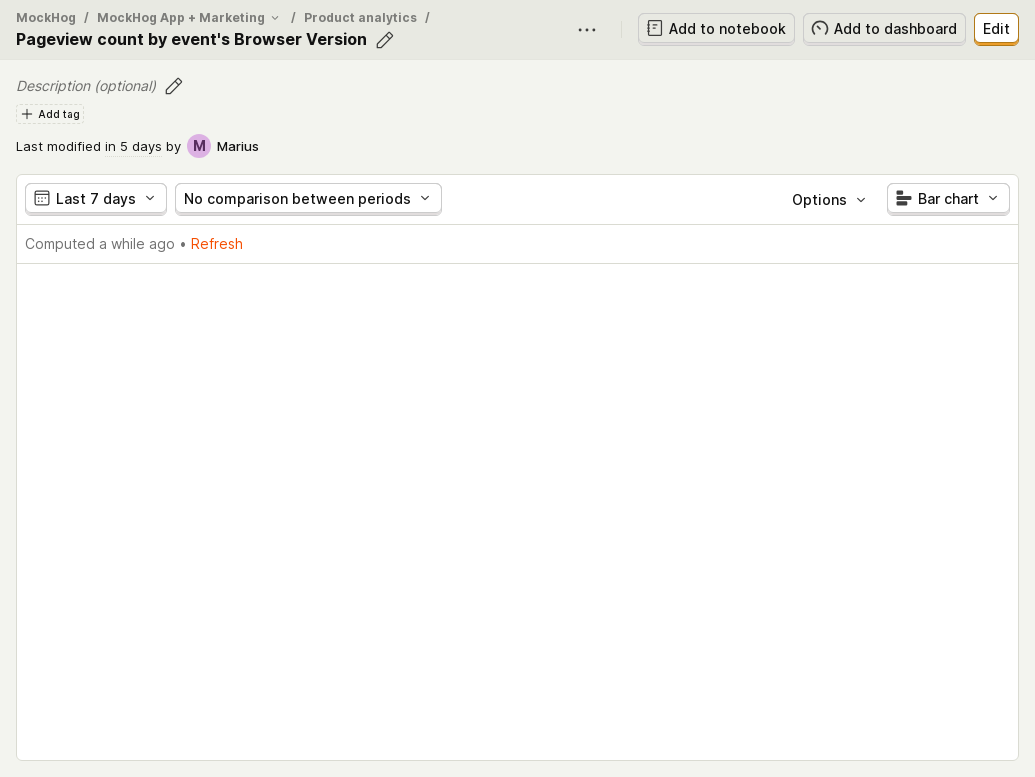 MockHog / MockHog App + Marketing / Product analytics /
Pageview count by event's Browser Version
Add to notebook
Add to dashboard
Edit
Description (optional)
Add tag
Last modified in 5 days by M Marius
Last 7 days
No comparison between periods
Options
Bar chart
Computed a while ago • Refresh